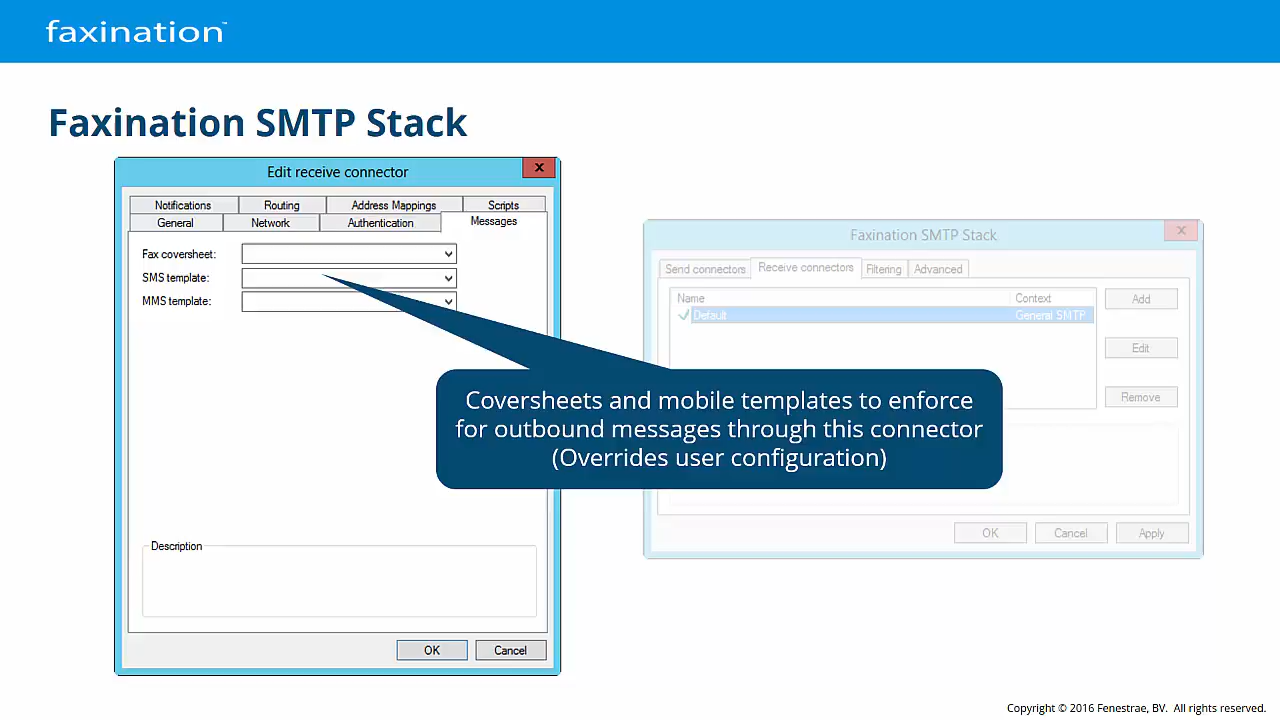 faxination™
Faxination SMTP Stack
Edit receive connector
x
Notifications Routing Address Mappings Scripts
General Network Authentication Messages
Fax coversheet:
SMS template:
MMS template:
Description
OK Cancel
Coversheets and mobile templates to enforce
for outbound messages through this connector
(Overrides user configuration)
Faxination SMTP Stack
x
Send connectors Receive connectors Filtering Advanced
Name Context
Default General SMTP
Add
Edit
Remove
OK Cancel Apply
Copyright © 2016 Fenestrae, BV. All rights reserved.